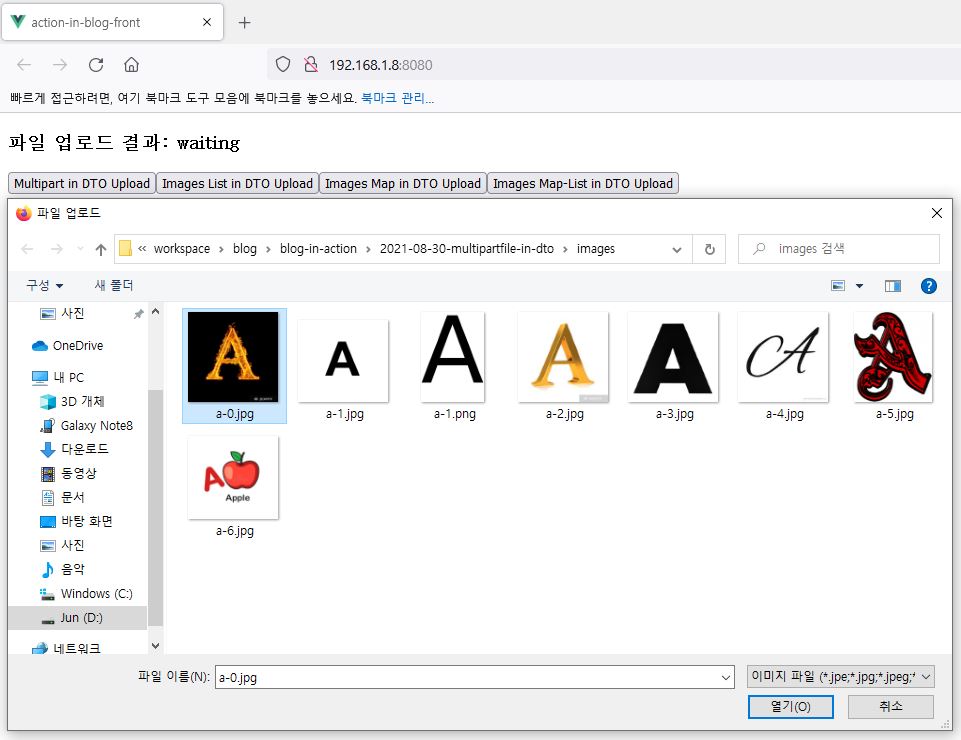 action-in-blog-front
192.168.1.8:8080
빠르게 접근하려면, 여기 북마크 도구 모음에 북마크를 놓으세요. 북마크 관리...
파일 업로드 결과: waiting
Multipart in DTO Upload Images List in DTO Upload Images Map in DTO Upload Images Map-List in DTO Upload
파일 업로드
« workspace › blog › blog-in-action › 2021-08-30-multipartfile-in-dto › images
images 검색
구성 새 폴더
사진
OneDrive
내 PC
3D 개체
Galaxy Note8
다운로드
동영상
문서
바탕 화면
사진
음악
Windows (C:)
Jun (D:)
네트워크
A A A A A A A
a-0.jpg a-1.jpg a-1.png a-2.jpg a-3.jpg a-4.jpg a-5.jpg
A
Apple
a-6.jpg
파일 이름(N): a-0.jpg
이미지 파일 (*.jpe;*.jpg;*.jpeg;*
열기(O) 취소